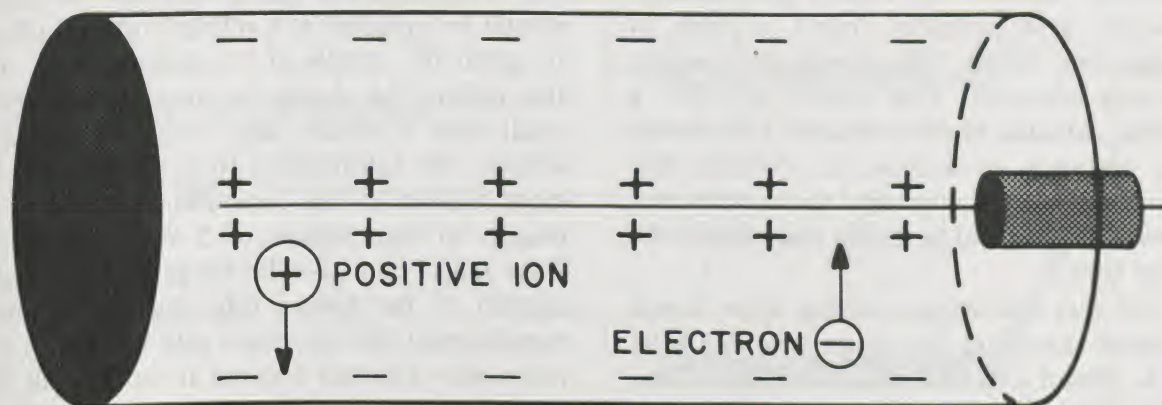 — — — — — —
+ + + + + +
+ + + + + +
+ POSITIVE ION
ELECTRON —
— — — — — —